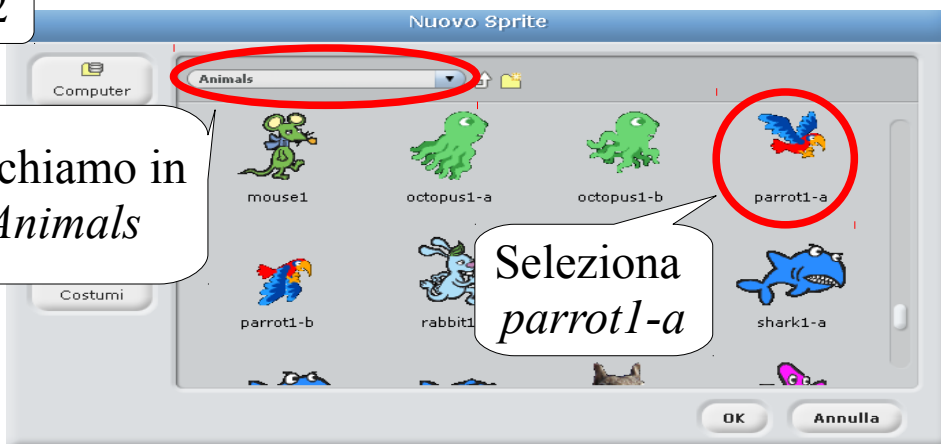 2
Nuovo Sprite
Computer
Animals
chiamo in
Animals
mouse1
octopus1-a
octopus1-b
parrot1-a
Seleziona
parrot1-a
Costumi
parrot1-b
rabbit1
shark1-a
OK
Annulla